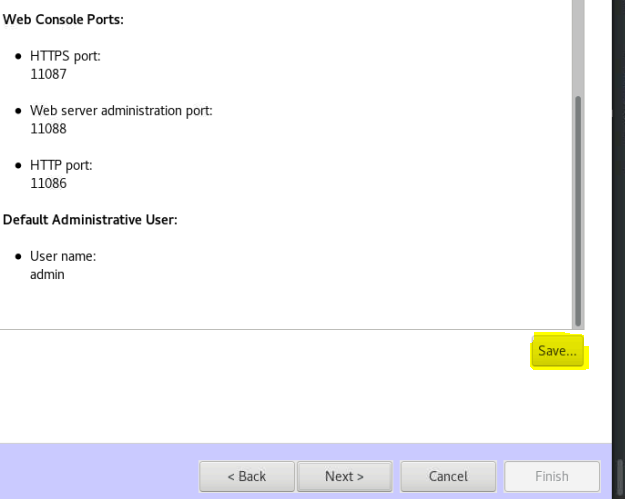 Web Console Ports:
HTTPS port:
11087
Web server administration port:
11088
HTTP port:
11086
Default Administrative User:
User name:
admin
Save...
< Back
Next >
Cancel
Finish